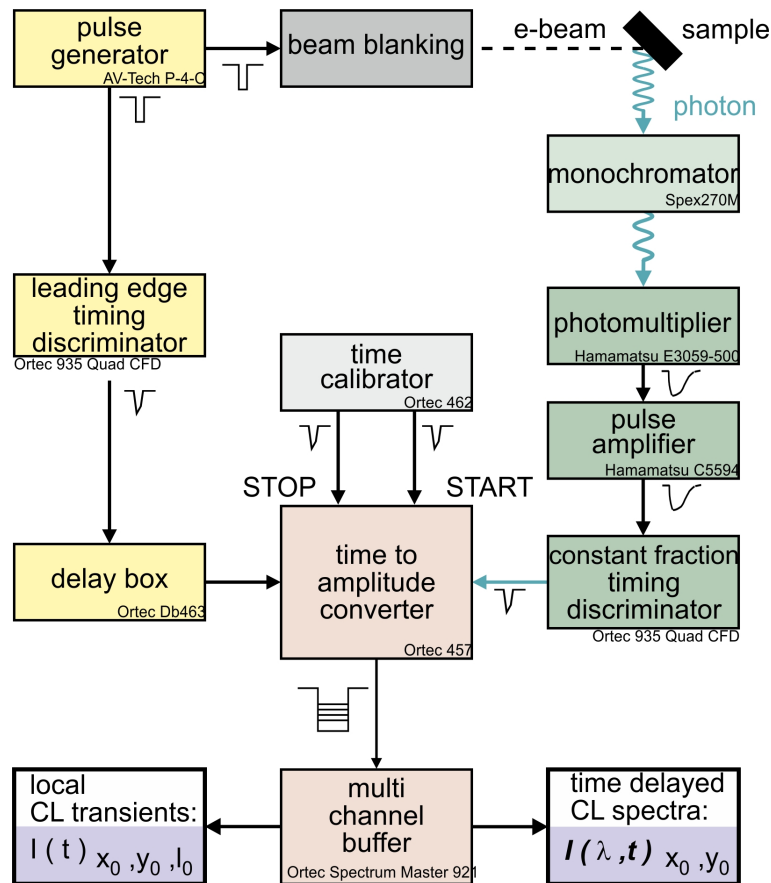 pulse
generator
AV-Tech P-4-C
beam blanking
e-beam
sample
photon
monochromator
Spex270M
leading edge
timing
discriminator
Ortec 935 Quad CFD
time
calibrator
Ortec 462
photomultiplier
Hamamatsu E3059-500
pulse
amplifier
Hamamatsu C5594
STOP
START
delay box
Ortec Db463
time to
amplitude
converter
Ortec 457
constant fraction
timing
discriminator
Ortec 935 Quad CFD
local
CL transients:
I ( t ) x0 ,y0 ,l0
multi
channel
buffer
Ortec Spectrum Master 921
time delayed
CL spectra:
I ( λ ,t ) x0 ,y0